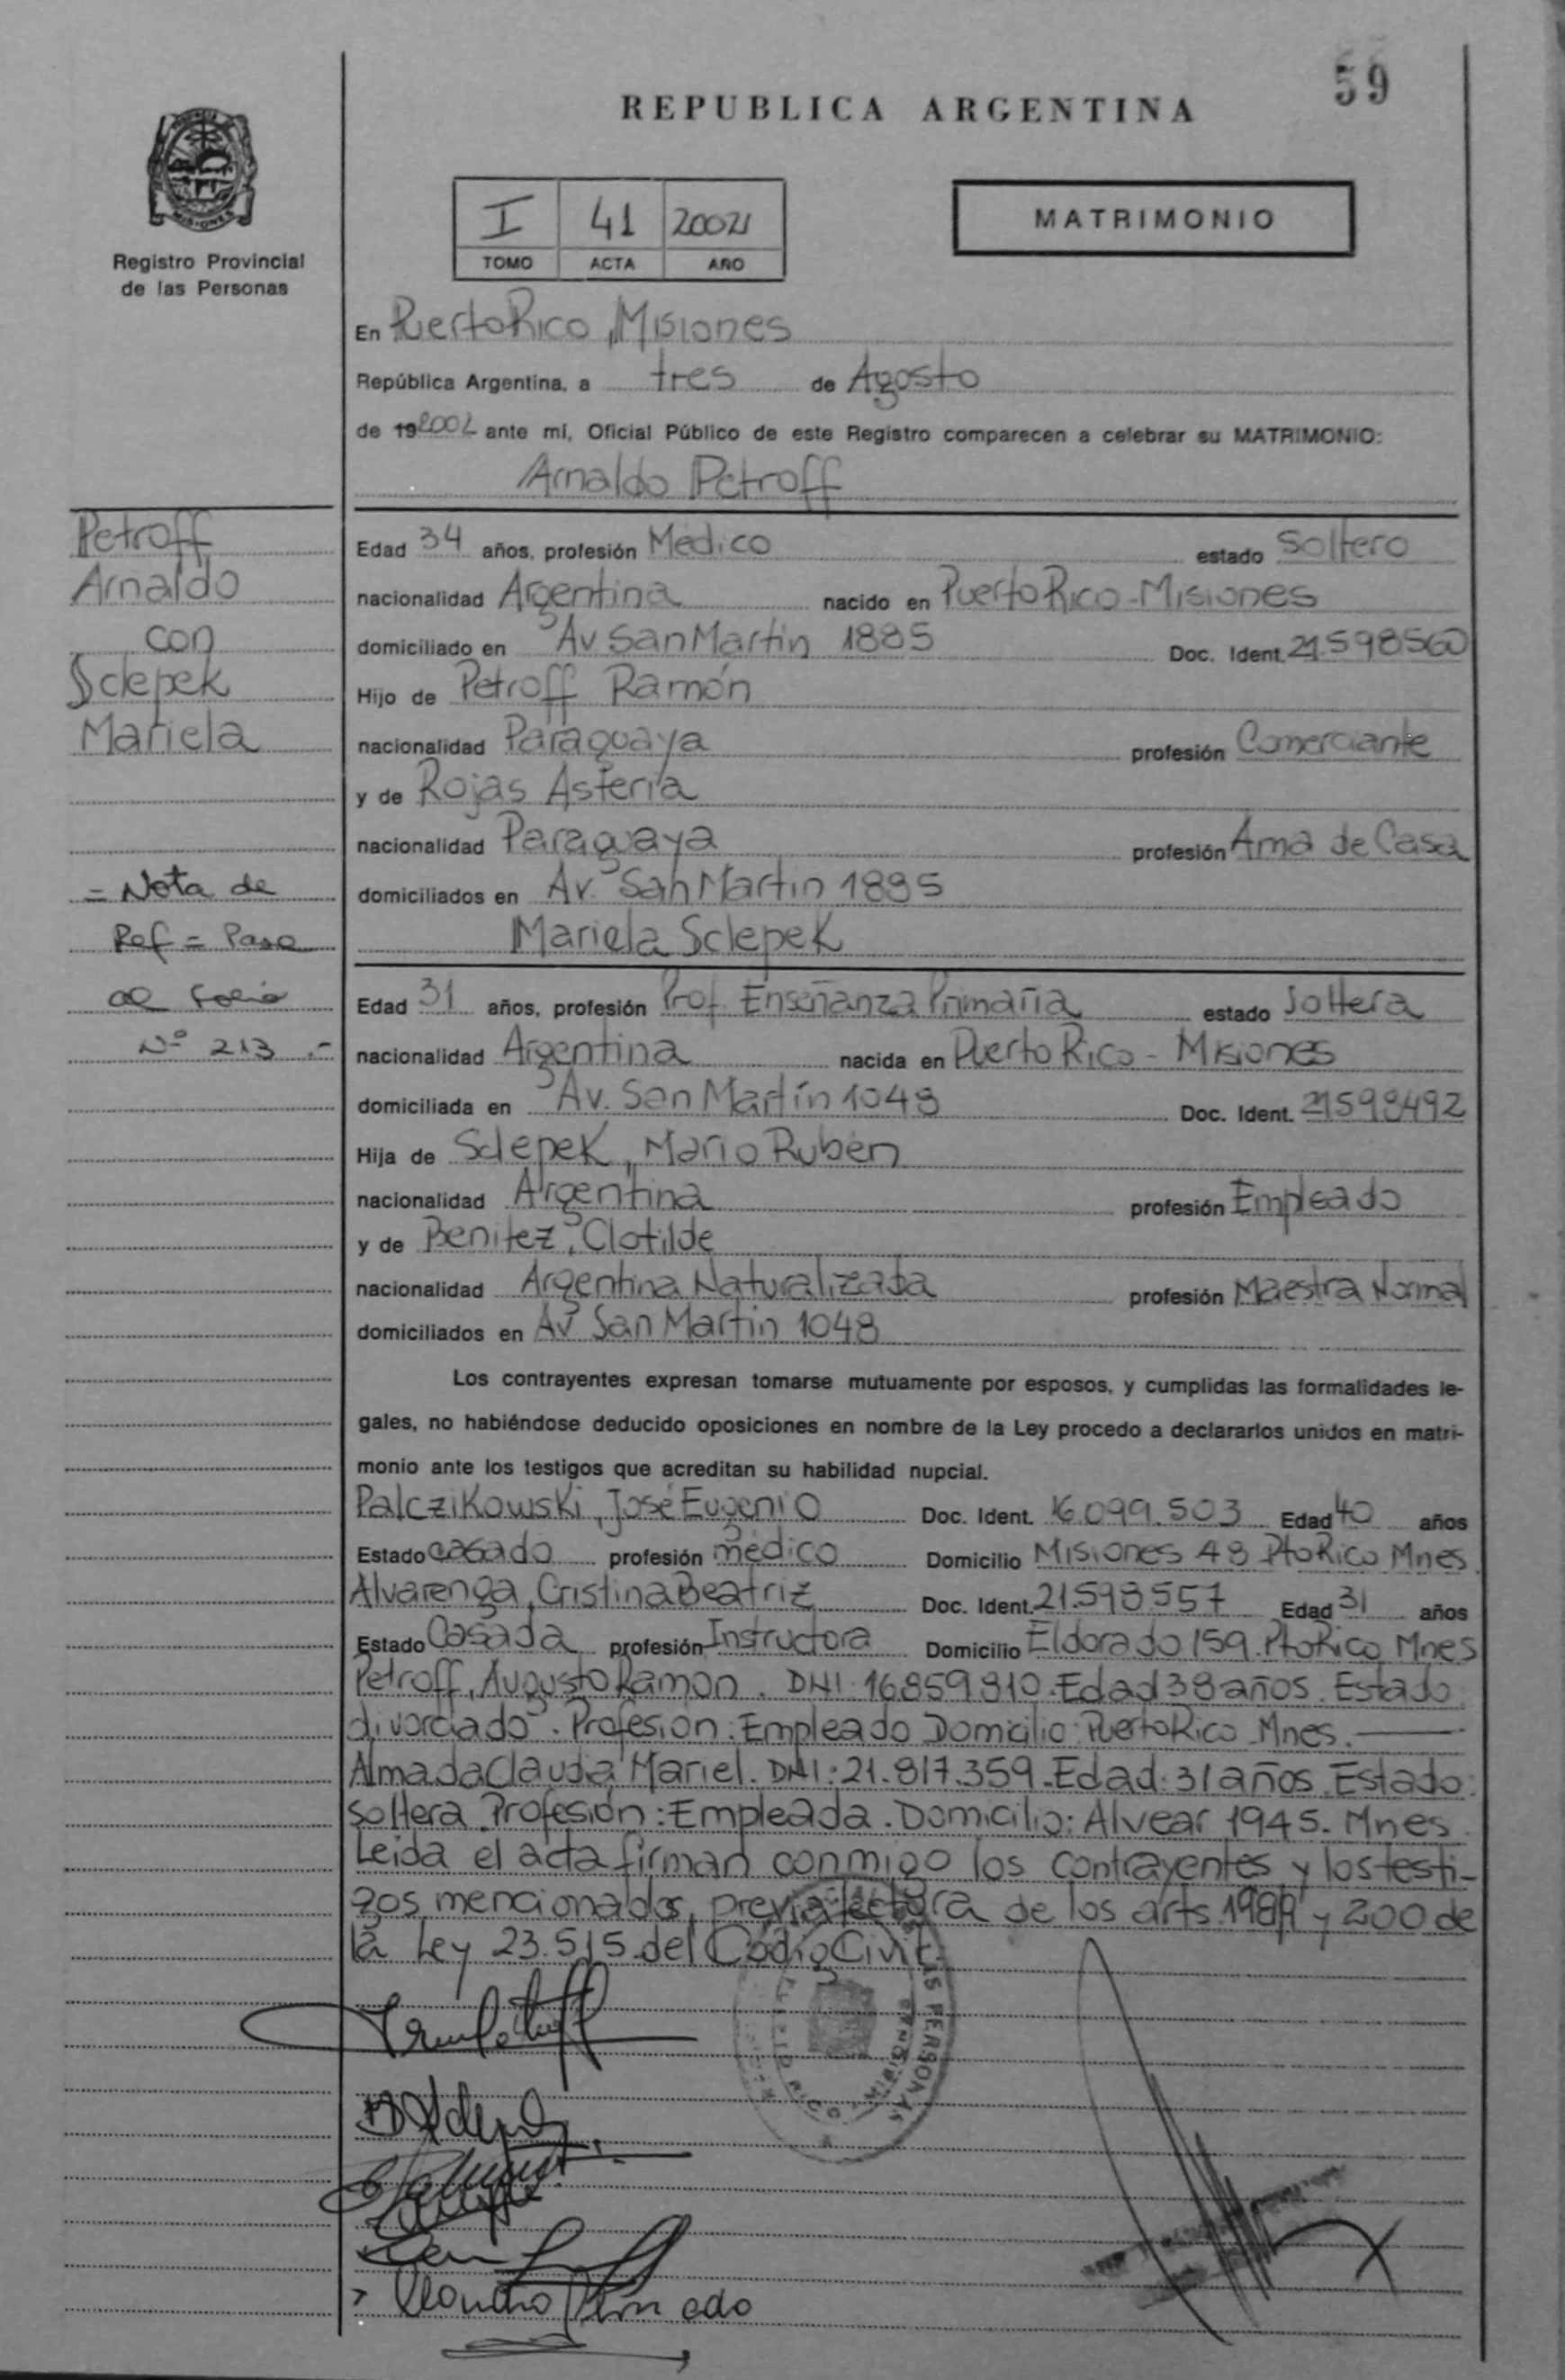 59
REPUBLICA ARGENTINA
MISIONES
Registro Provincial
de las Personas
I 41 2002
TOMO ACTA AÑO
MATRIMONIO
En Puerto Rico, Misiones
República Argentina, a tres de Agosto
de 19 2002 ante mí, Oficial Público de este Registro comparecen a celebrar su MATRIMONIO:
Arnaldo Petroff
Petroff
Arnaldo
con
Sclepek
Mariela
= Nota de
Ref = Pase
al folio
Nº 213.-
Edad 34 años, profesión Médico estado Soltero
nacionalidad Argentina nacido en Puerto Rico - Misiones
domiciliado en Av San Martín 1885 Doc. Ident. 21.598560
Hijo de Petroff Ramón
nacionalidad Paraguaya profesión Comerciante
y de Rojas Asteria
nacionalidad Paraguaya profesión Ama de Casa
domiciliados en Av. San Martin 1885
Mariela Sclepek
Edad 31 años, profesión Prof. Enseñanza Primaria estado Soltera
nacionalidad Argentina nacida en Puerto Rico - Misiones
domiciliada en Av. San Martín 1048 Doc. Ident. 21598492
Hija de Sclepek, Mario Rubén
nacionalidad Argentina profesión Empleado
y de Benitez, Clotilde
nacionalidad Argentina Naturalizada profesión Maestra Normal
domiciliados en Av San Martin 1048
Los contrayentes expresan tomarse mutuamente por esposos, y cumplidas las formalidades le-
gales, no habiéndose deducido oposiciones en nombre de la Ley procedo a declararlos unidos en matri-
monio ante los testigos que acreditan su habilidad nupcial.
Palczikowski, José Eugenio Doc. Ident. 16.099.503 Edad 40 años
Estado casado profesión médico Domicilio Misiones 48 Pto Rico Mnes
Alvarenga, Cristina Beatriz Doc. Ident. 21.598.557 Edad 31 años
Estado Casada profesión Instructora Domicilio Eldorado 159. Pto Rico Mnes
Petroff, Augusto Ramon. DNI: 16859810. Edad 38 años. Estado
divorciado. Profesion: Empleado Domicilio: Puerto Rico Mnes.
Almada Claudia Mariel. DNI: 21.817.359. Edad: 31 años. Estado:
Soltera. Profesión: Empleada. Domicilio: Alvear 1945. Mnes.
Leida el acta firman conmigo los contrayentes y los testi-
gos mencionados, previa lectura de los arts. y 200 de
la Ley 23.515 del Código Civil.